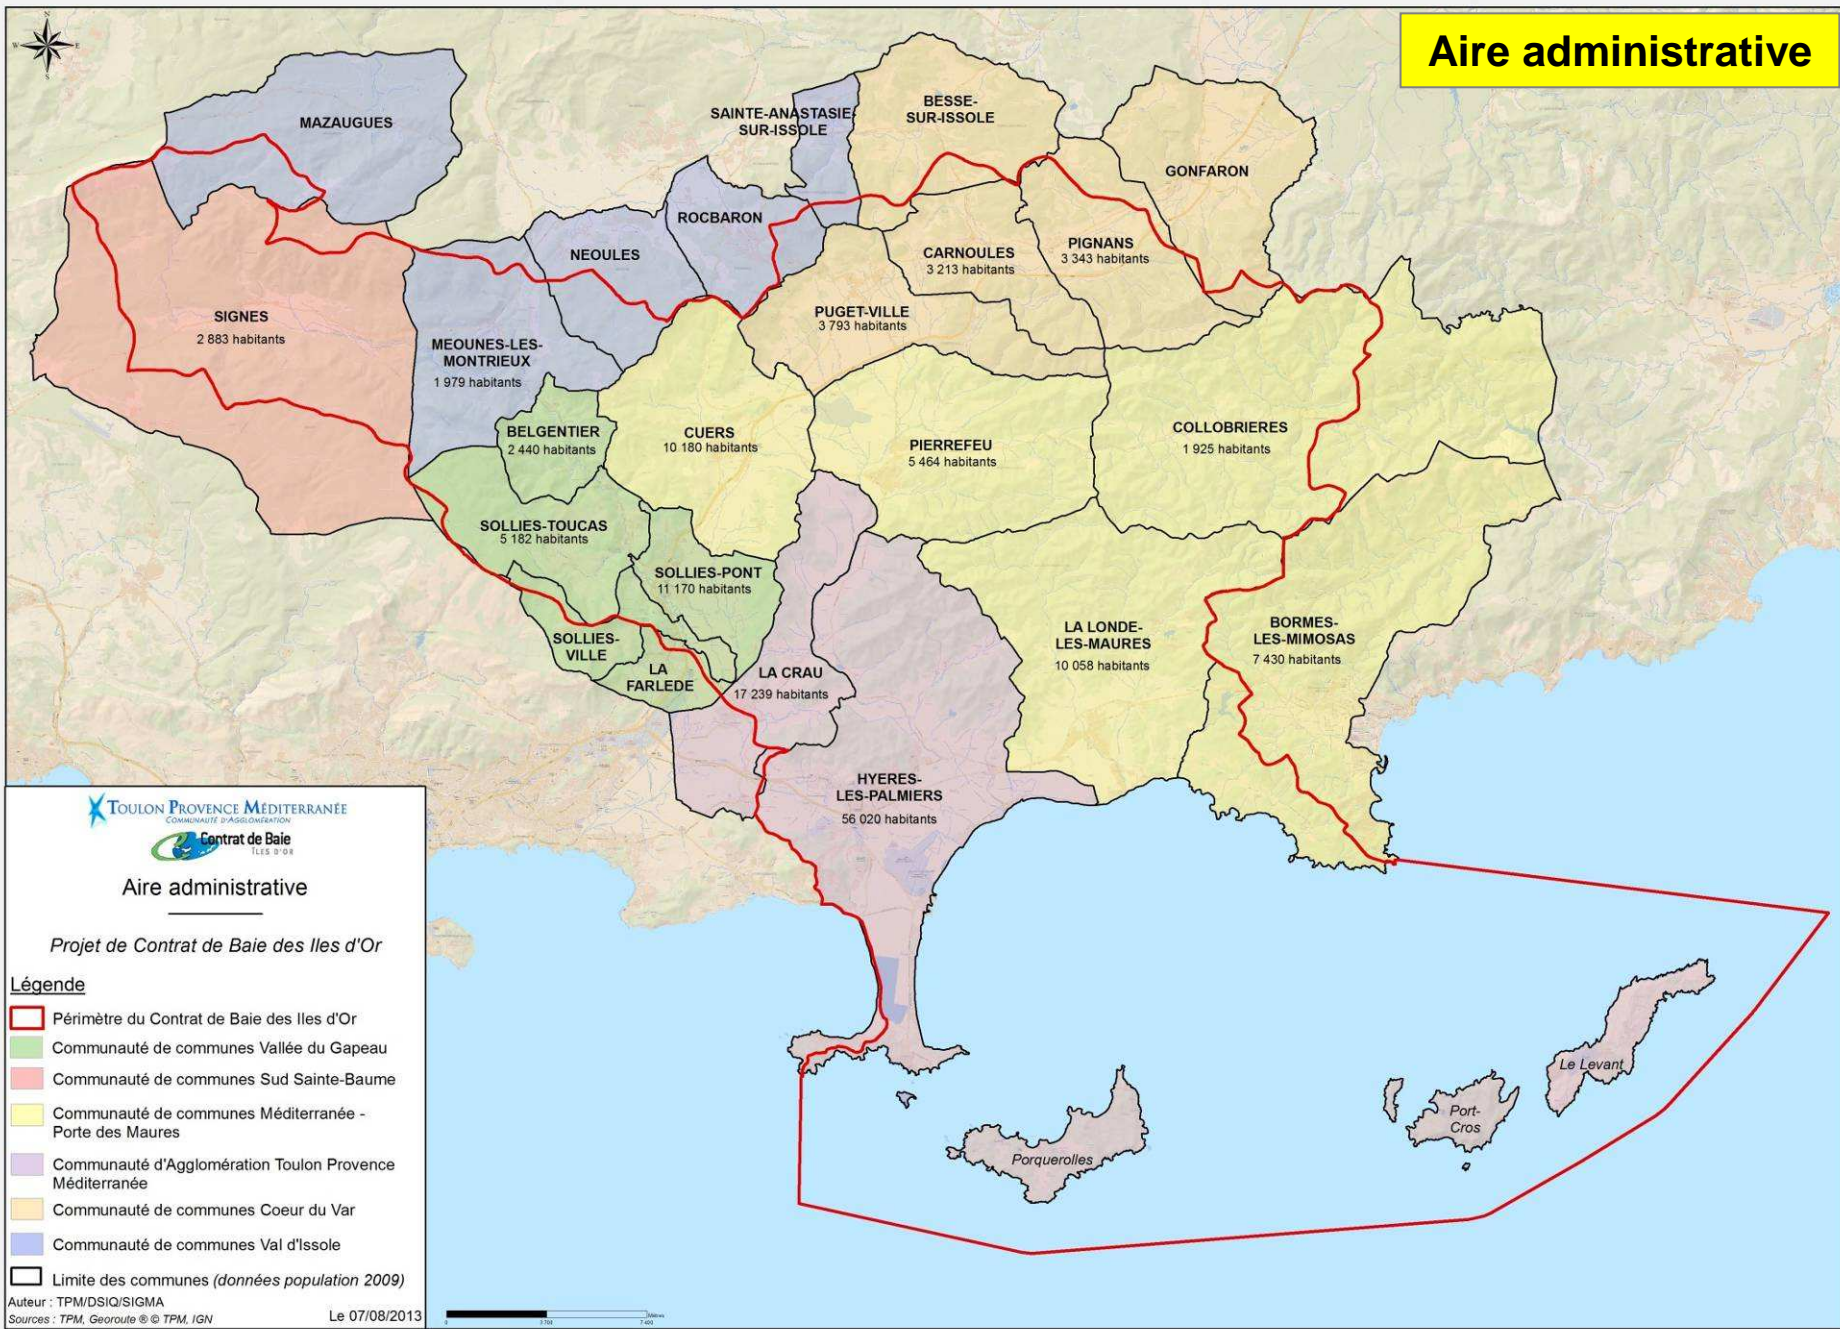 Aire administrative
N
W
E
S
MAZAUGUES
SAINTE-ANASTASIE-
SUR-ISSOLE
BESSE-
SUR-ISSOLE
GONFARON
ROCBARON
NEOULES
CARNOULES
3 213 habitants
PIGNANS
3 343 habitants
SIGNES
2 883 habitants
PUGET-VILLE
3 793 habitants
MEOUNES-LES-
MONTRIEUX
1 979 habitants
BELGENTIER
2 440 habitants
CUERS
10 180 habitants
PIERREFEU
5 464 habitants
COLLOBRIERES
1 925 habitants
SOLLIES-TOUCAS
5 182 habitants
SOLLIES-PONT
11 170 habitants
SOLLIES-
VILLE
LA
FARLEDE
LA CRAU
17 239 habitants
LA LONDE-
LES-MAURES
10 058 habitants
BORMES-
LES-MIMOSAS
7 430 habitants
HYERES-
LES-PALMIERS
56 020 habitants
Le Levant
Port-
Cros
Porquerolles
TOULON PROVENCE MÉDITERRANÉE
COMMUNAUTÉ D'AGGLOMÉRATION
Contrat de Baie
ÎLES D'OR
Aire administrative
Projet de Contrat de Baie des Iles d'Or
Légende
Périmètre du Contrat de Baie des Iles d'Or
Communauté de communes Vallée du Gapeau
Communauté de communes Sud Sainte-Baume
Communauté de communes Méditerranée -
Porte des Maures
Communauté d'Agglomération Toulon Provence
Méditerranée
Communauté de communes Coeur du Var
Communauté de communes Val d'Issole
Limite des communes (données population 2009)
Auteur : TPM/DSIQ/SIGMA
Sources : TPM, Georoute ® © TPM, IGN
Le 07/08/2013